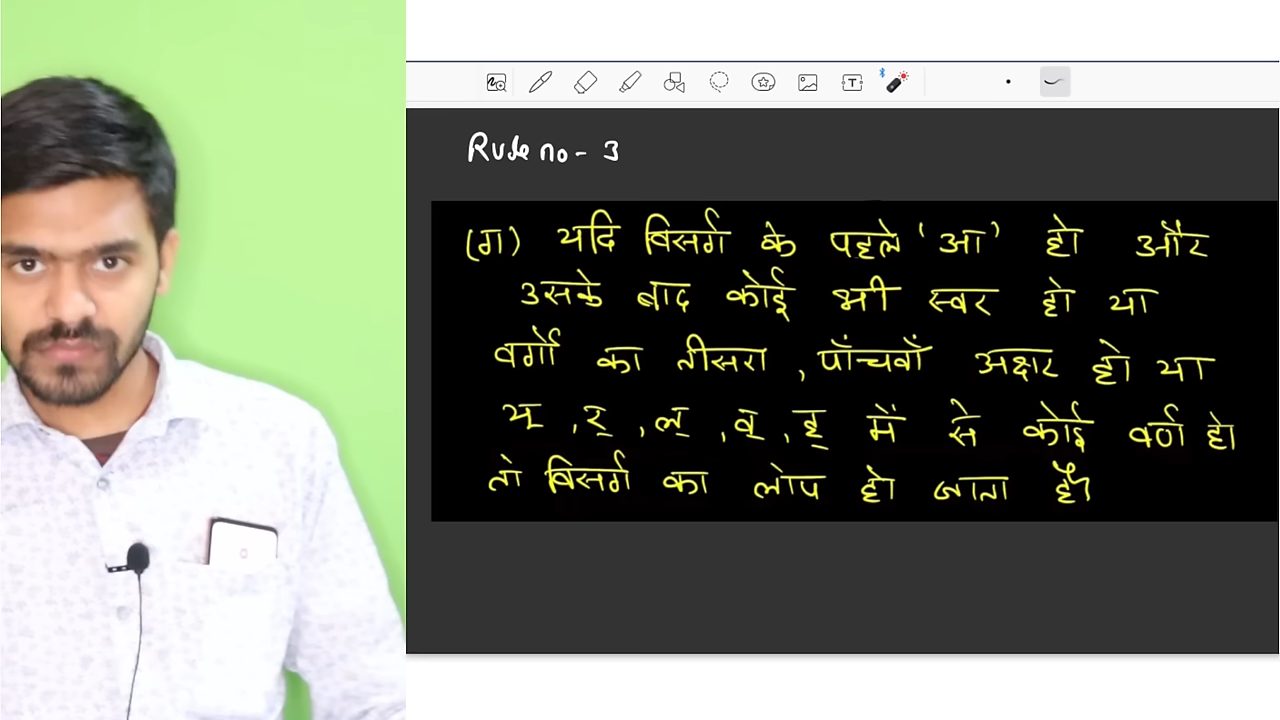 Rule no - 3
(ग) यदि बिसर्ग के पहले 'आ' हो और
उसके बाद कोई भी स्वर हो या
वर्गो का तीसरा , पाँचवाँ अक्षर हो या
य् , र् , ल् , व् , ह् में से कोई वर्ण हो
तो बिसर्ग का लोप हो जाता हैं